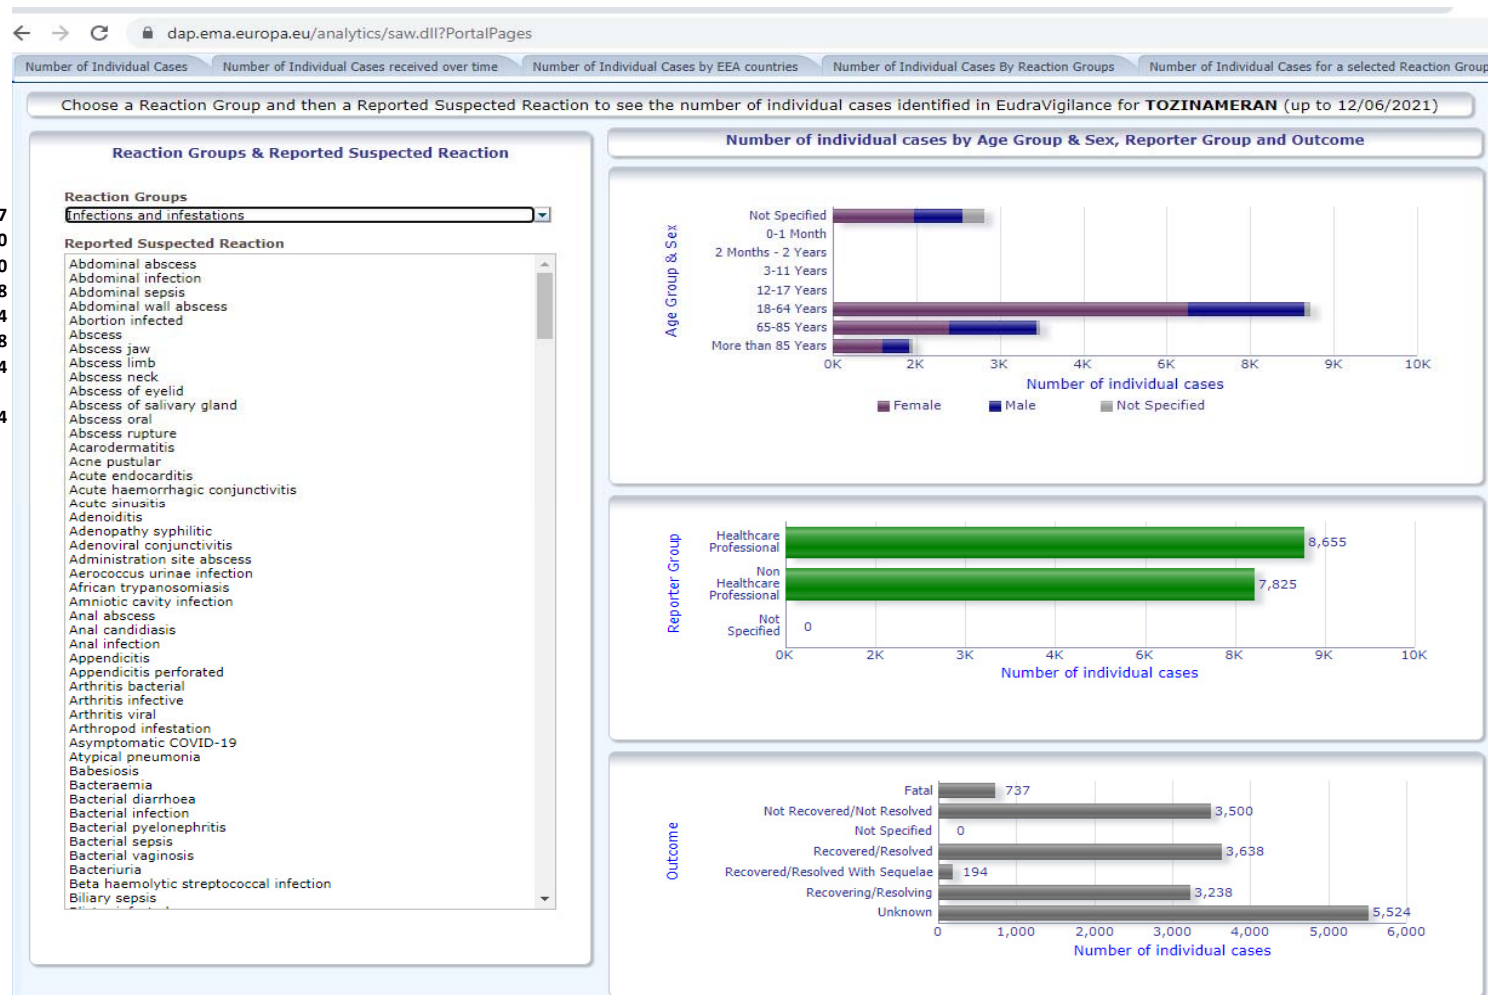 dap.ema.europa.eu/analytics/saw.dll?PortalPages
Number of Individual Cases
Number of Individual Cases received over time
Number of Individual Cases by EEA countries
Number of Individual Cases By Reaction Groups
Number of Individual Cases for a selected Reaction Group
Choose a Reaction Group and then a Reported Suspected Reaction to see the number of individual cases identified in EudraVigilance for TOZINAMERAN (up to 12/06/2021)
7
0
0
8
4
8
4
4
Reaction Groups & Reported Suspected Reaction
Reaction Groups
Infections and infestations
Reported Suspected Reaction
Abdominal abscess
Abdominal infection
Abdominal sepsis
Abdominal wall abscess
Abortion infected
Abscess
Abscess jaw
Abscess limb
Abscess neck
Abscess of eyelid
Abscess of salivary gland
Abscess oral
Abscess rupture
Acarodermatitis
Acne pustular
Acute endocarditis
Acute haemorrhagic conjunctivitis
Acute sinusitis
Adenoiditis
Adenopathy syphilitic
Adenoviral conjunctivitis
Administration site abscess
Aerococcus urinae infection
African trypanosomiasis
Amniotic cavity infection
Anal abscess
Anal candidiasis
Anal infection
Appendicitis
Appendicitis perforated
Arthritis bacterial
Arthritis infective
Arthritis viral
Arthropod infestation
Asymptomatic COVID-19
Atypical pneumonia
Babesiosis
Bacteraemia
Bacterial diarrhoea
Bacterial infection
Bacterial pyelonephritis
Bacterial sepsis
Bacterial vaginosis
Bacteriuria
Beta haemolytic streptococcal infection
Biliary sepsis
Number of individual cases by Age Group & Sex, Reporter Group and Outcome
Age Group & Sex
Not Specified
0-1 Month
2 Months - 2 Years
3-11 Years
12-17 Years
18-64 Years
65-85 Years
More than 85 Years
0K 2K 3K 4K 6K 8K 9K 10K
Number of individual cases
Female Male Not Specified
Reporter Group
Healthcare
Professional
8,655
Non
Healthcare
Professional
7,825
Not
Specified
0
0K 2K 3K 4K 6K 8K 9K 10K
Number of individual cases
Outcome
Fatal 737
Not Recovered/Not Resolved 3,500
Not Specified 0
Recovered/Resolved 3,638
Recovered/Resolved With Sequelae 194
Recovering/Resolving 3,238
Unknown 5,524
0 1,000 2,000 3,000 4,000 5,000 6,000
Number of individual cases